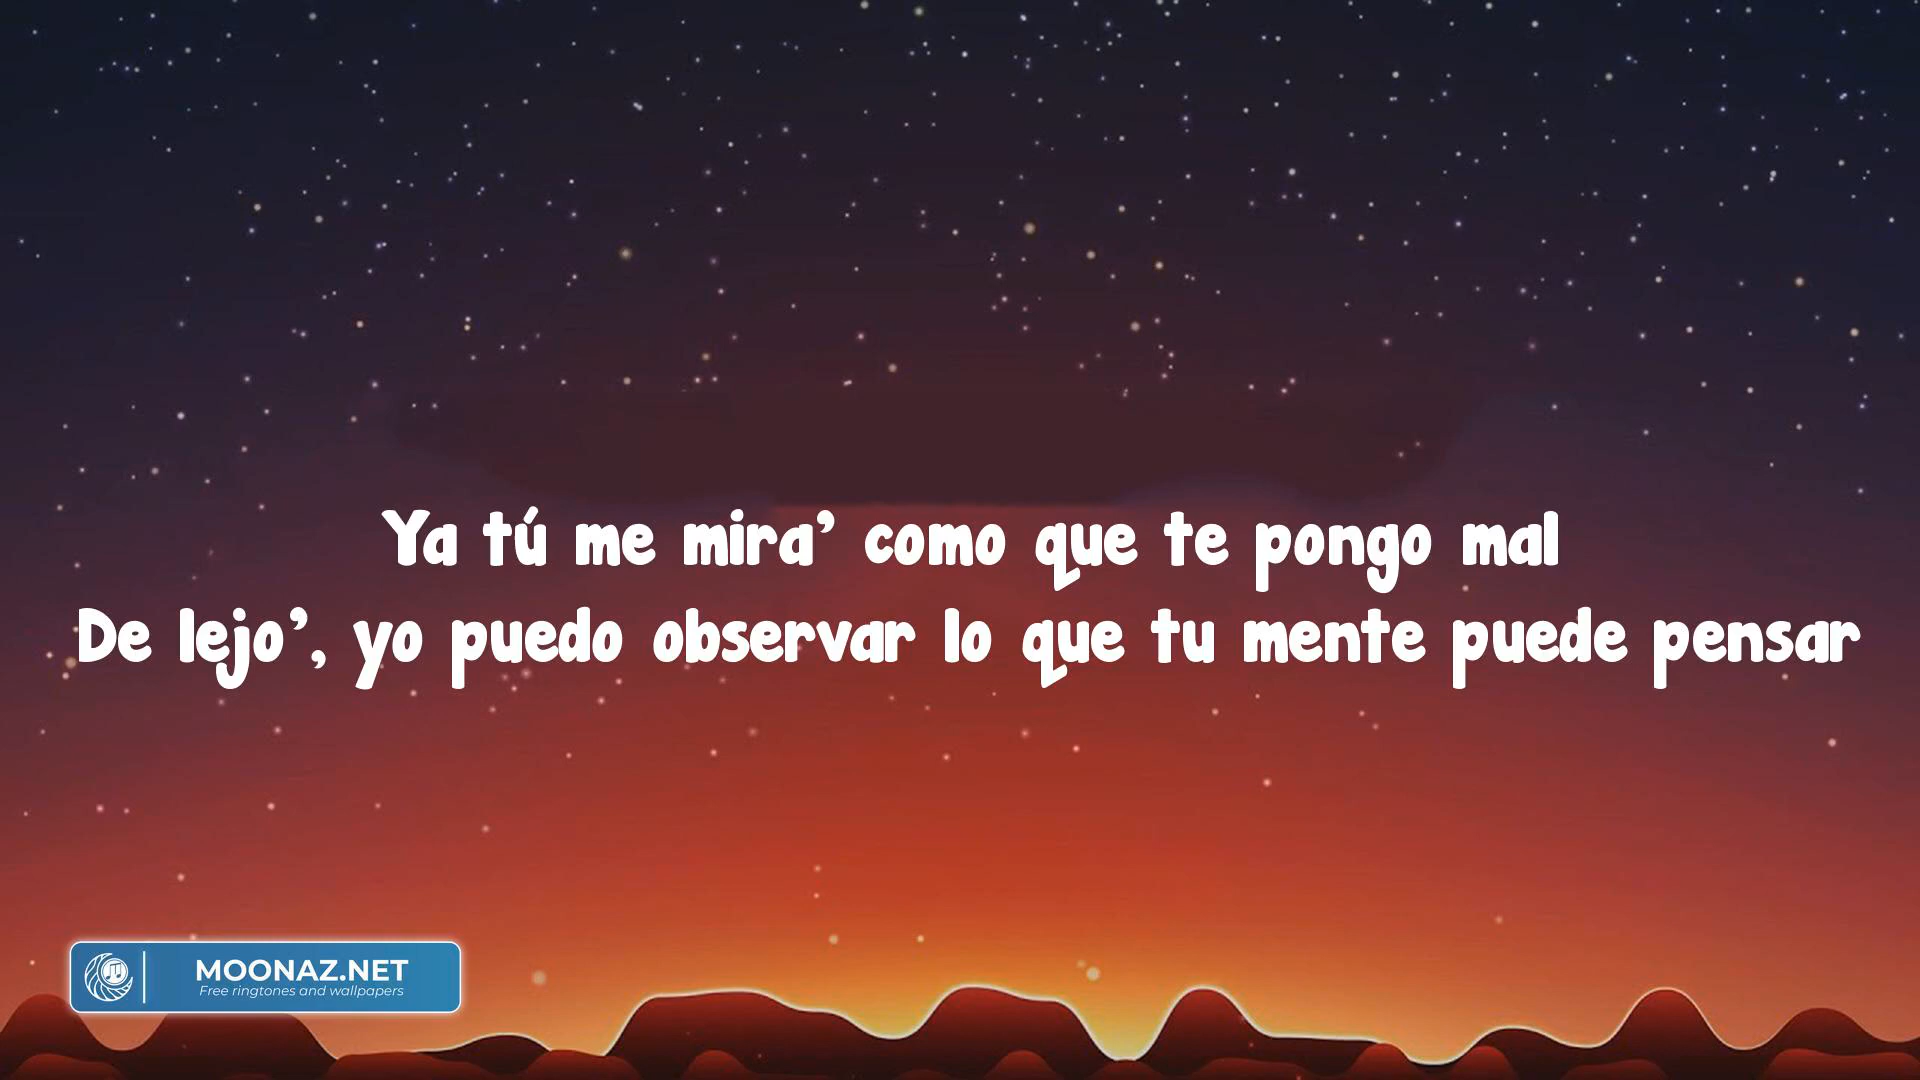 Ya tú me mira’ como que te pongo mal
De lejo’, yo puedo observar lo que tu mente puede pensar
MOONAZ.NET
Free ringtones and wallpapers